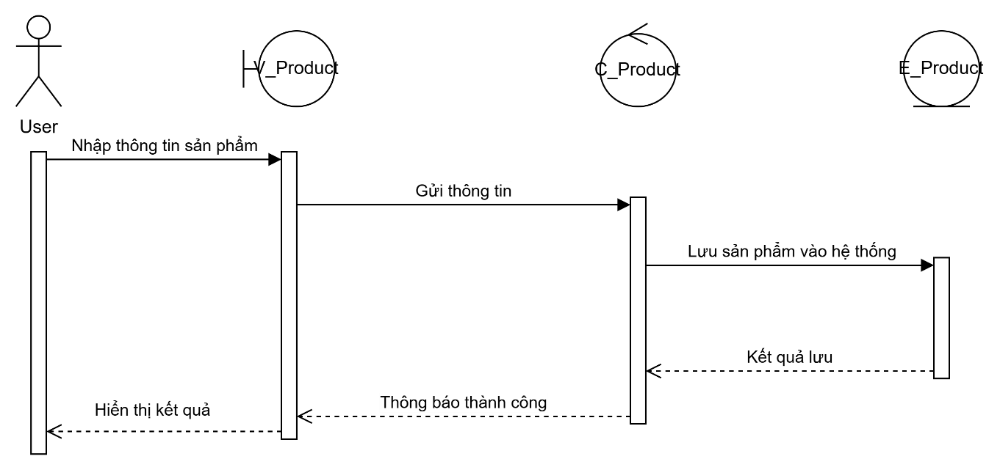 V_Product
C_Product
E_Product
User
Nhập thông tin sản phẩm
Gửi thông tin
Lưu sản phẩm vào hệ thống
Kết quả lưu
Thông báo thành công
Hiển thị kết quả